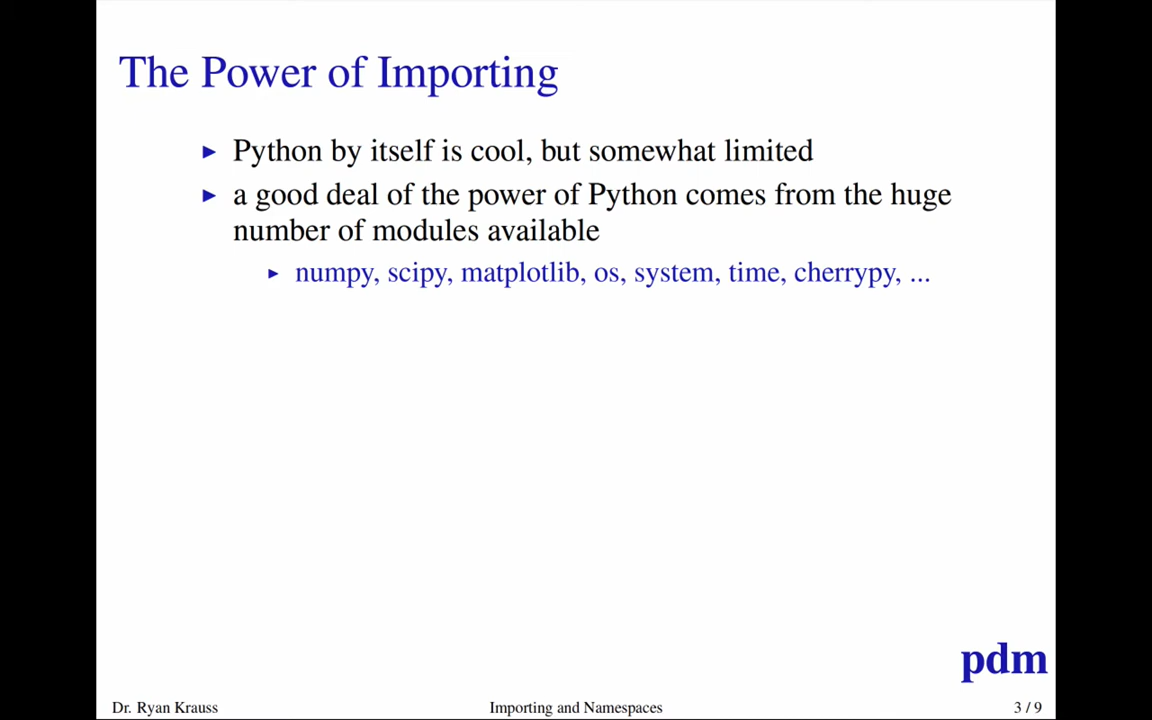 The Power of Importing
Python by itself is cool, but somewhat limited
a good deal of the power of Python comes from the huge
number of modules available
numpy, scipy, matplotlib, os, system, time, cherrypy, ...
pdm
Dr. Ryan Krauss Importing and Namespaces 3 / 9